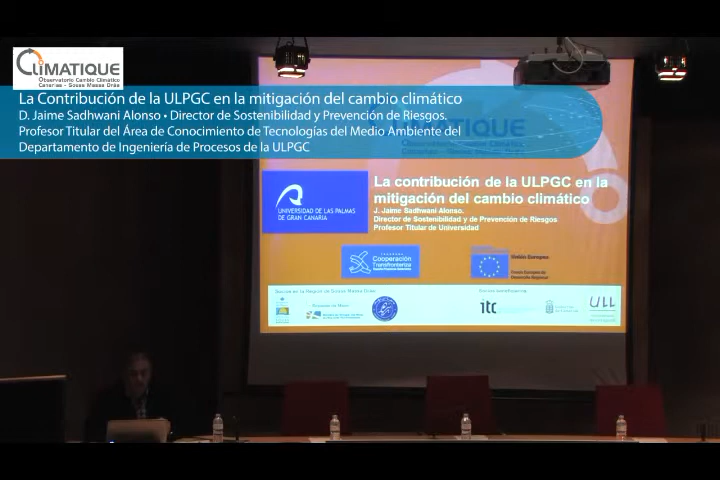 CLIMATIQUE
Observatorio Cambio Climático
Canarias - Souss Massa Drâa
La Contribución de la ULPGC en la mitigación del cambio climático
D. Jaime Sadhwani Alonso • Director de Sostenibilidad y Prevención de Riesgos.
Profesor Titular del Área de Conocimiento de Tecnologías del Medio Ambiente del
Departamento de Ingeniería de Procesos de la ULPGC
La contribución de la ULPGC en la
mitigación del cambio climático
J. Jaime Sadhwani Alonso.
Director de Sostenibilidad y de Prevención de Riesgos
Profesor Titular de Universidad
UNIVERSIDAD DE LAS PALMAS
DE GRAN CANARIA
Cooperación
Transfronteriza
Unión Europea
itc
ULL